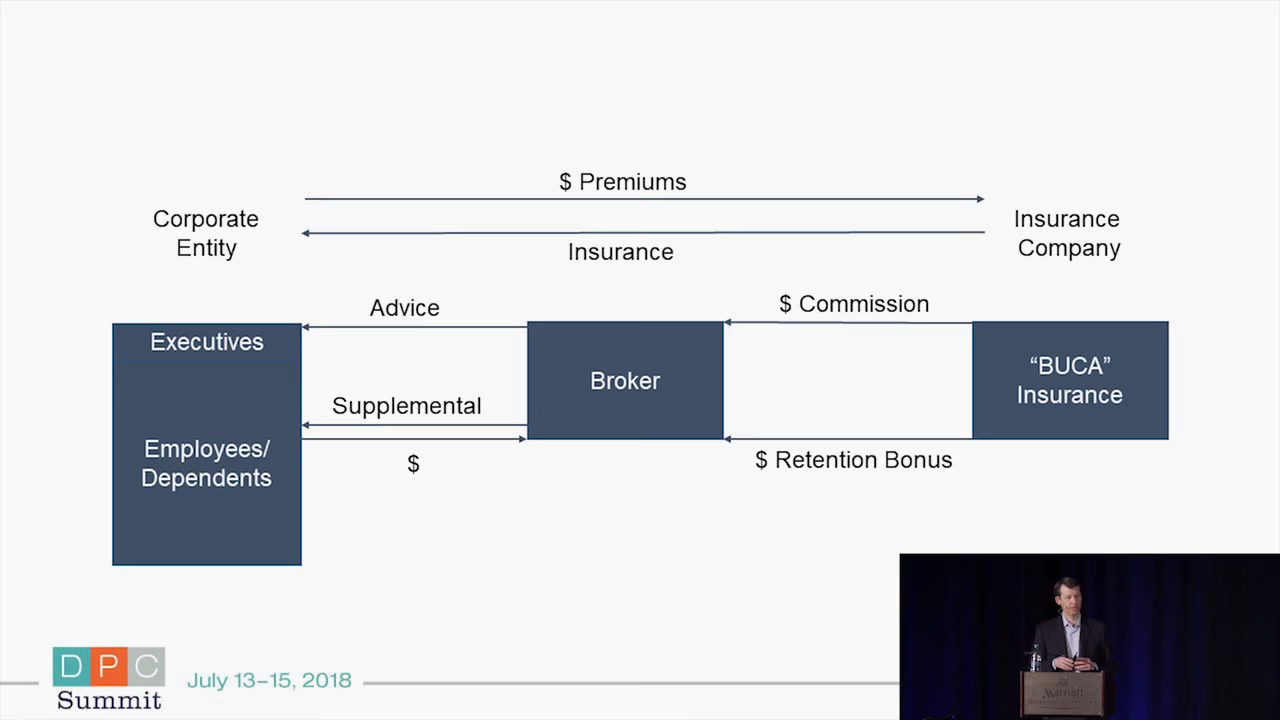 $ Premiums
Corporate
Entity
Insurance
Company
Insurance
Advice
$ Commission
Executives
Broker
"BUCA"
Insurance
Supplemental
Employees/
Dependents
$
$ Retention Bonus
D P C
Summit
July 13–15, 2018
Marriott